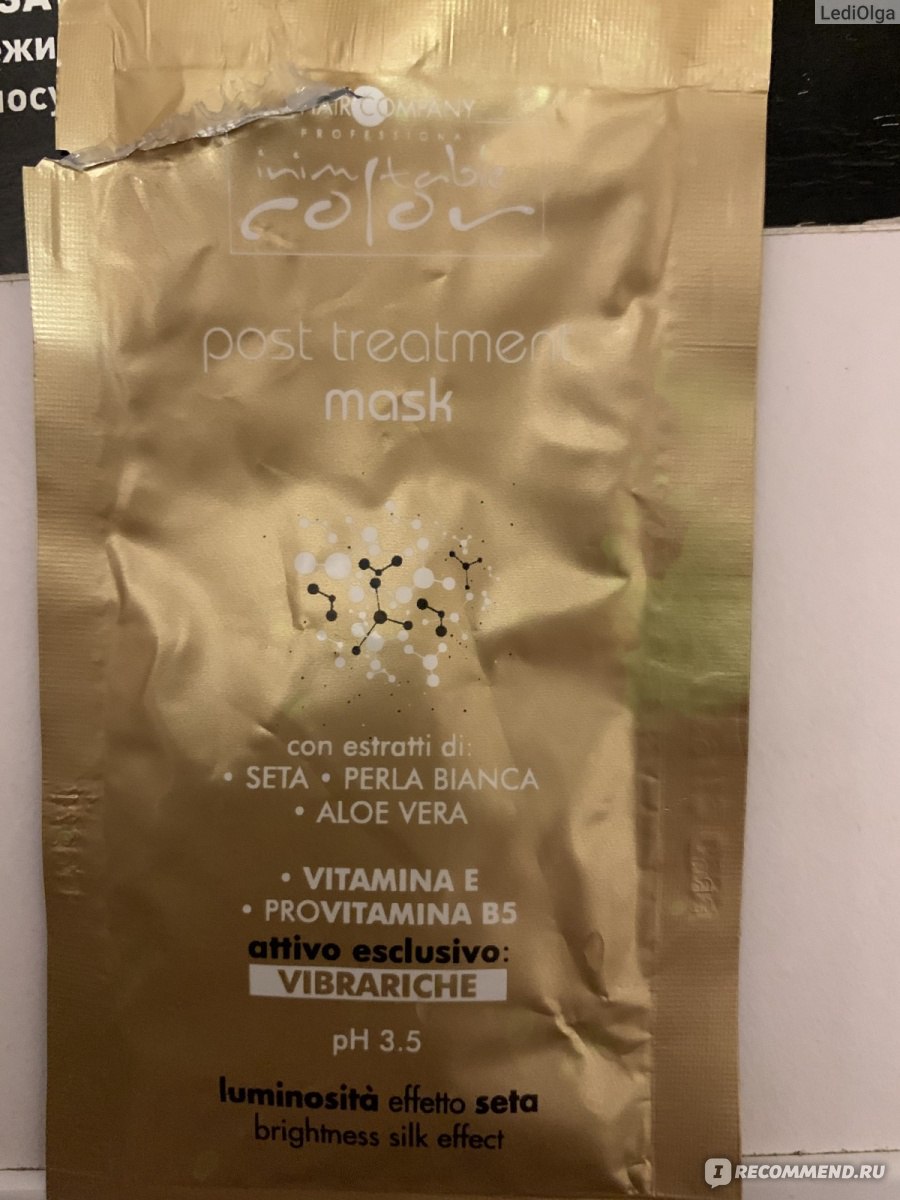 LediOlga
HAIR COMPANY
PROFESSIONAL
inimitable
color
post treatment
mask
con estratti di:
• SETA • PERLA BIANCA
• ALOE VERA
• VITAMINA E
• PROVITAMINA B5
attivo esclusivo:
VIBRARICHE
pH 3.5
luminosità effetto seta
brightness silk effect
IRECOMMEND.RU